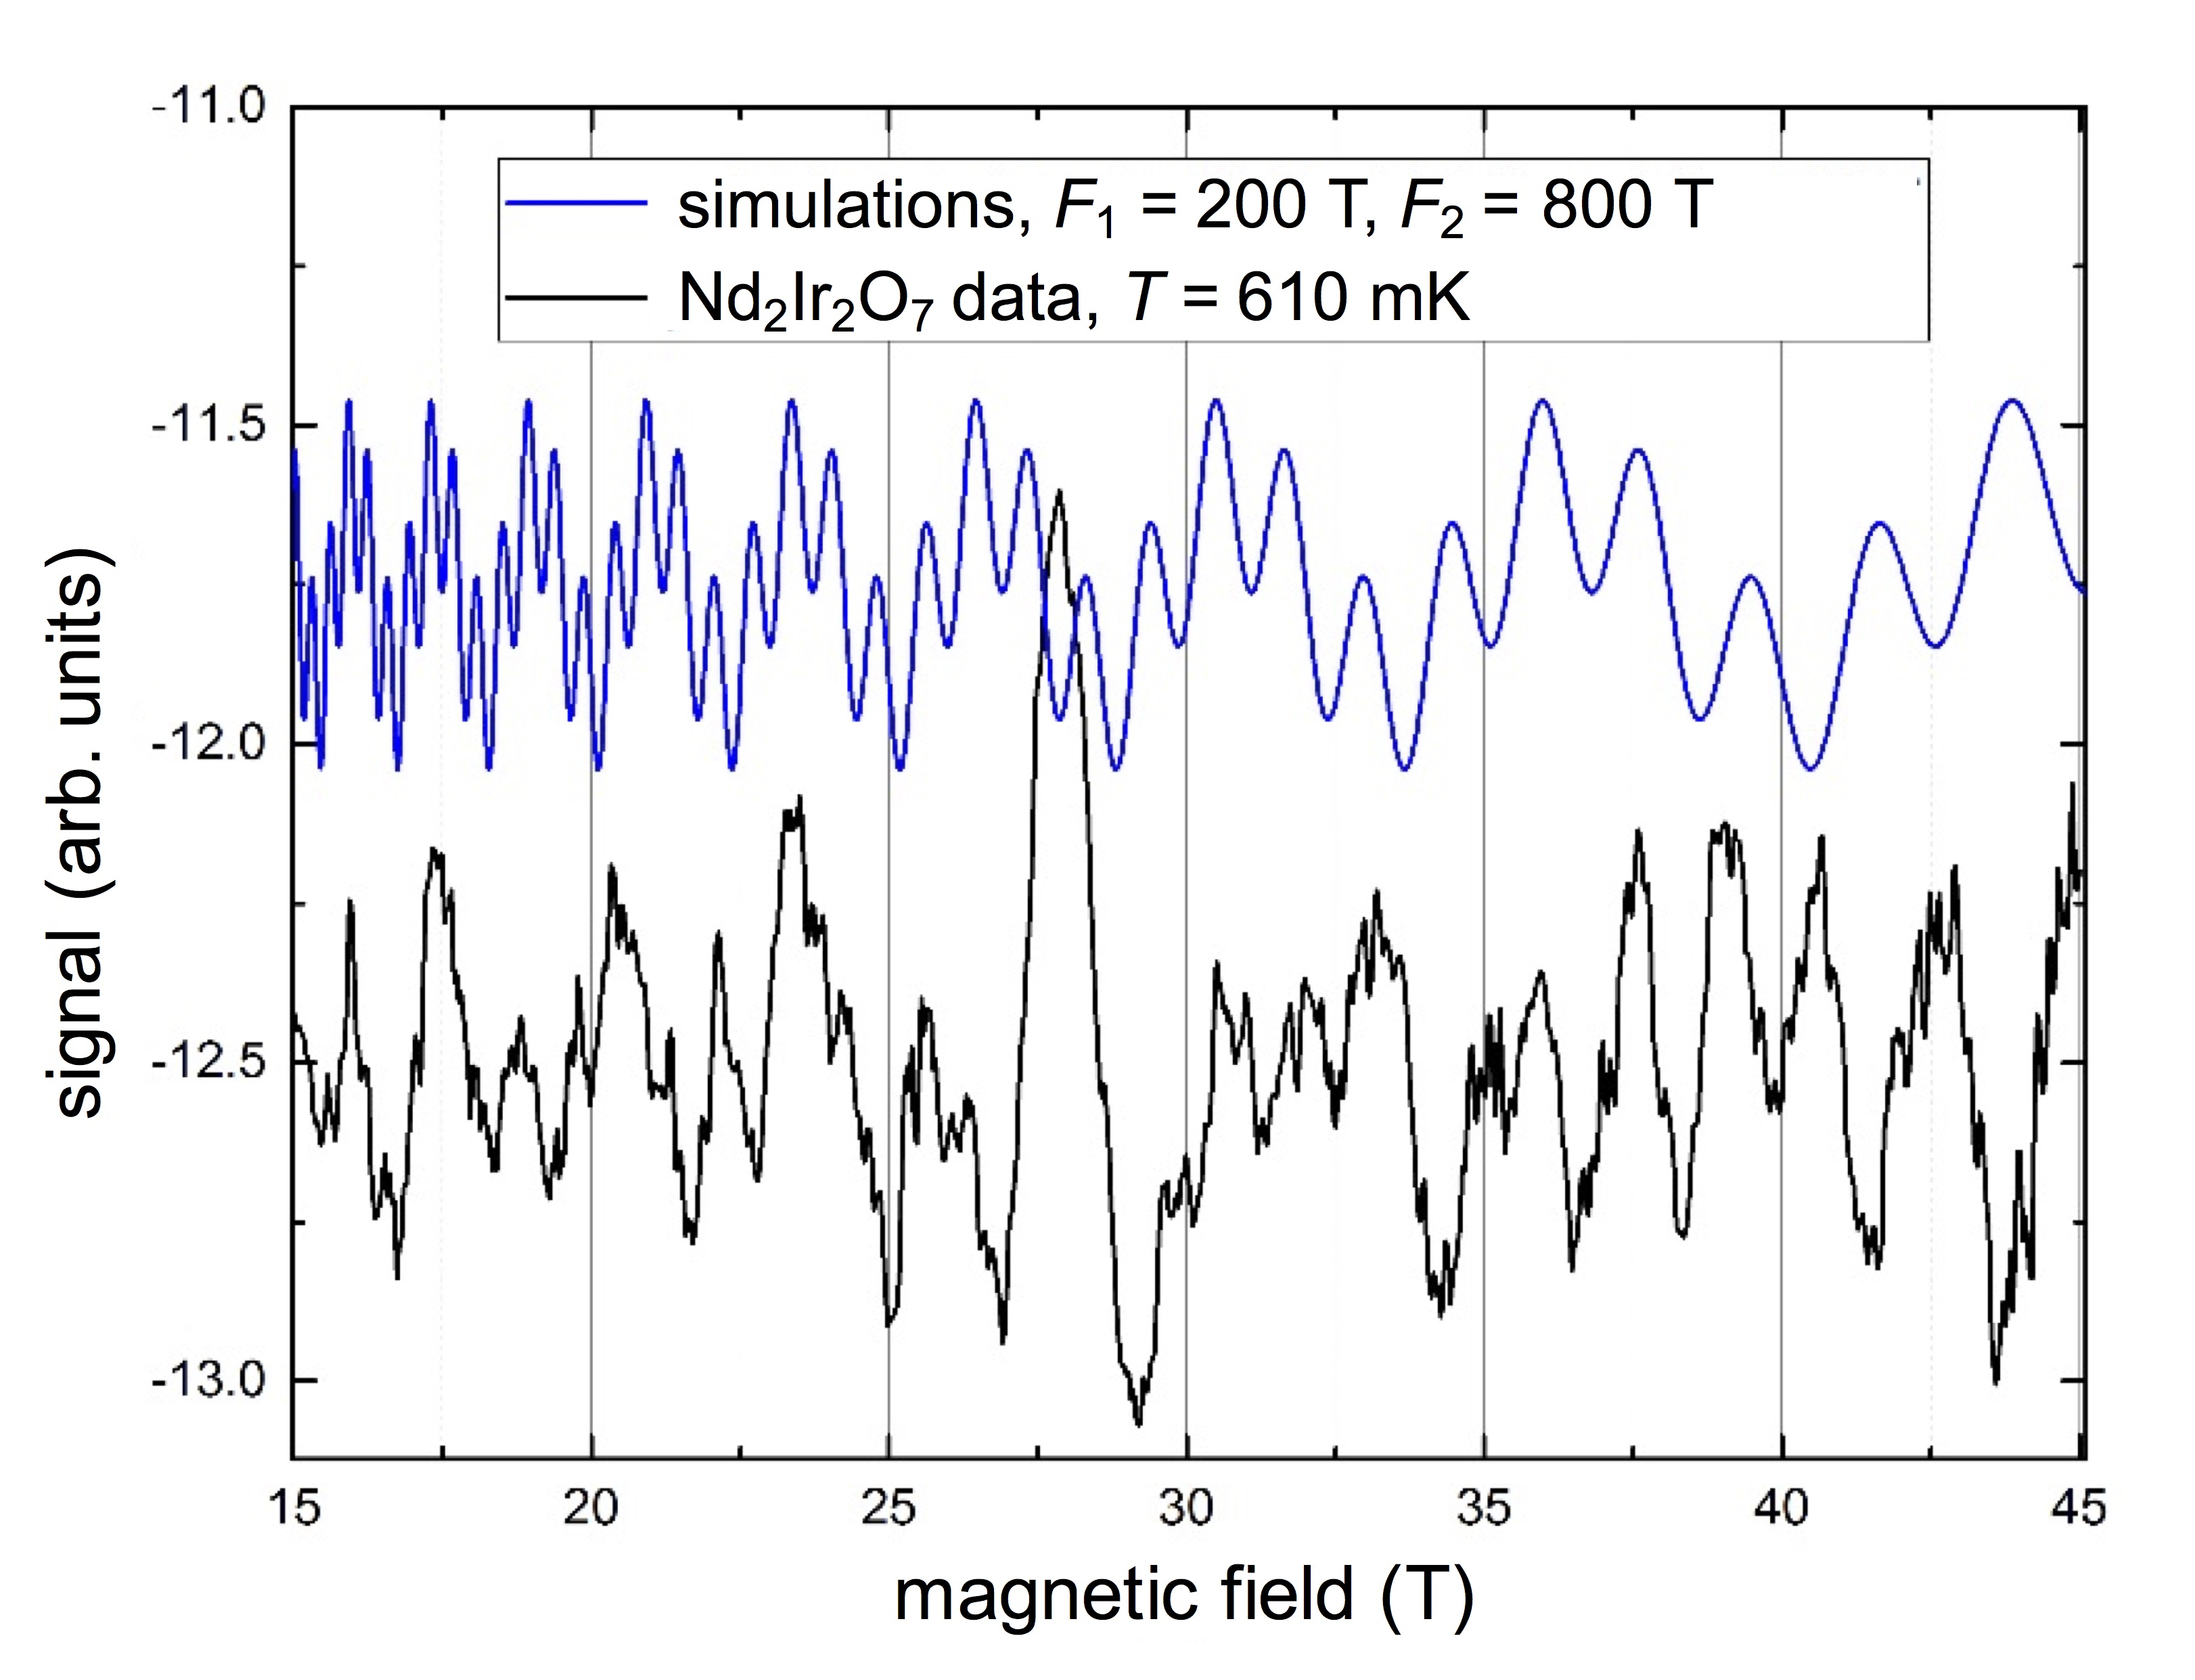 -11.0
simulations, F₁ = 200 T, F₂ = 800 T
Nd₂Ir₂O₇ data, T = 610 mK
-11.5
-12.0
-12.5
-13.0
signal (arb. units)
15 20 25 30 35 40 45
magnetic field (T)